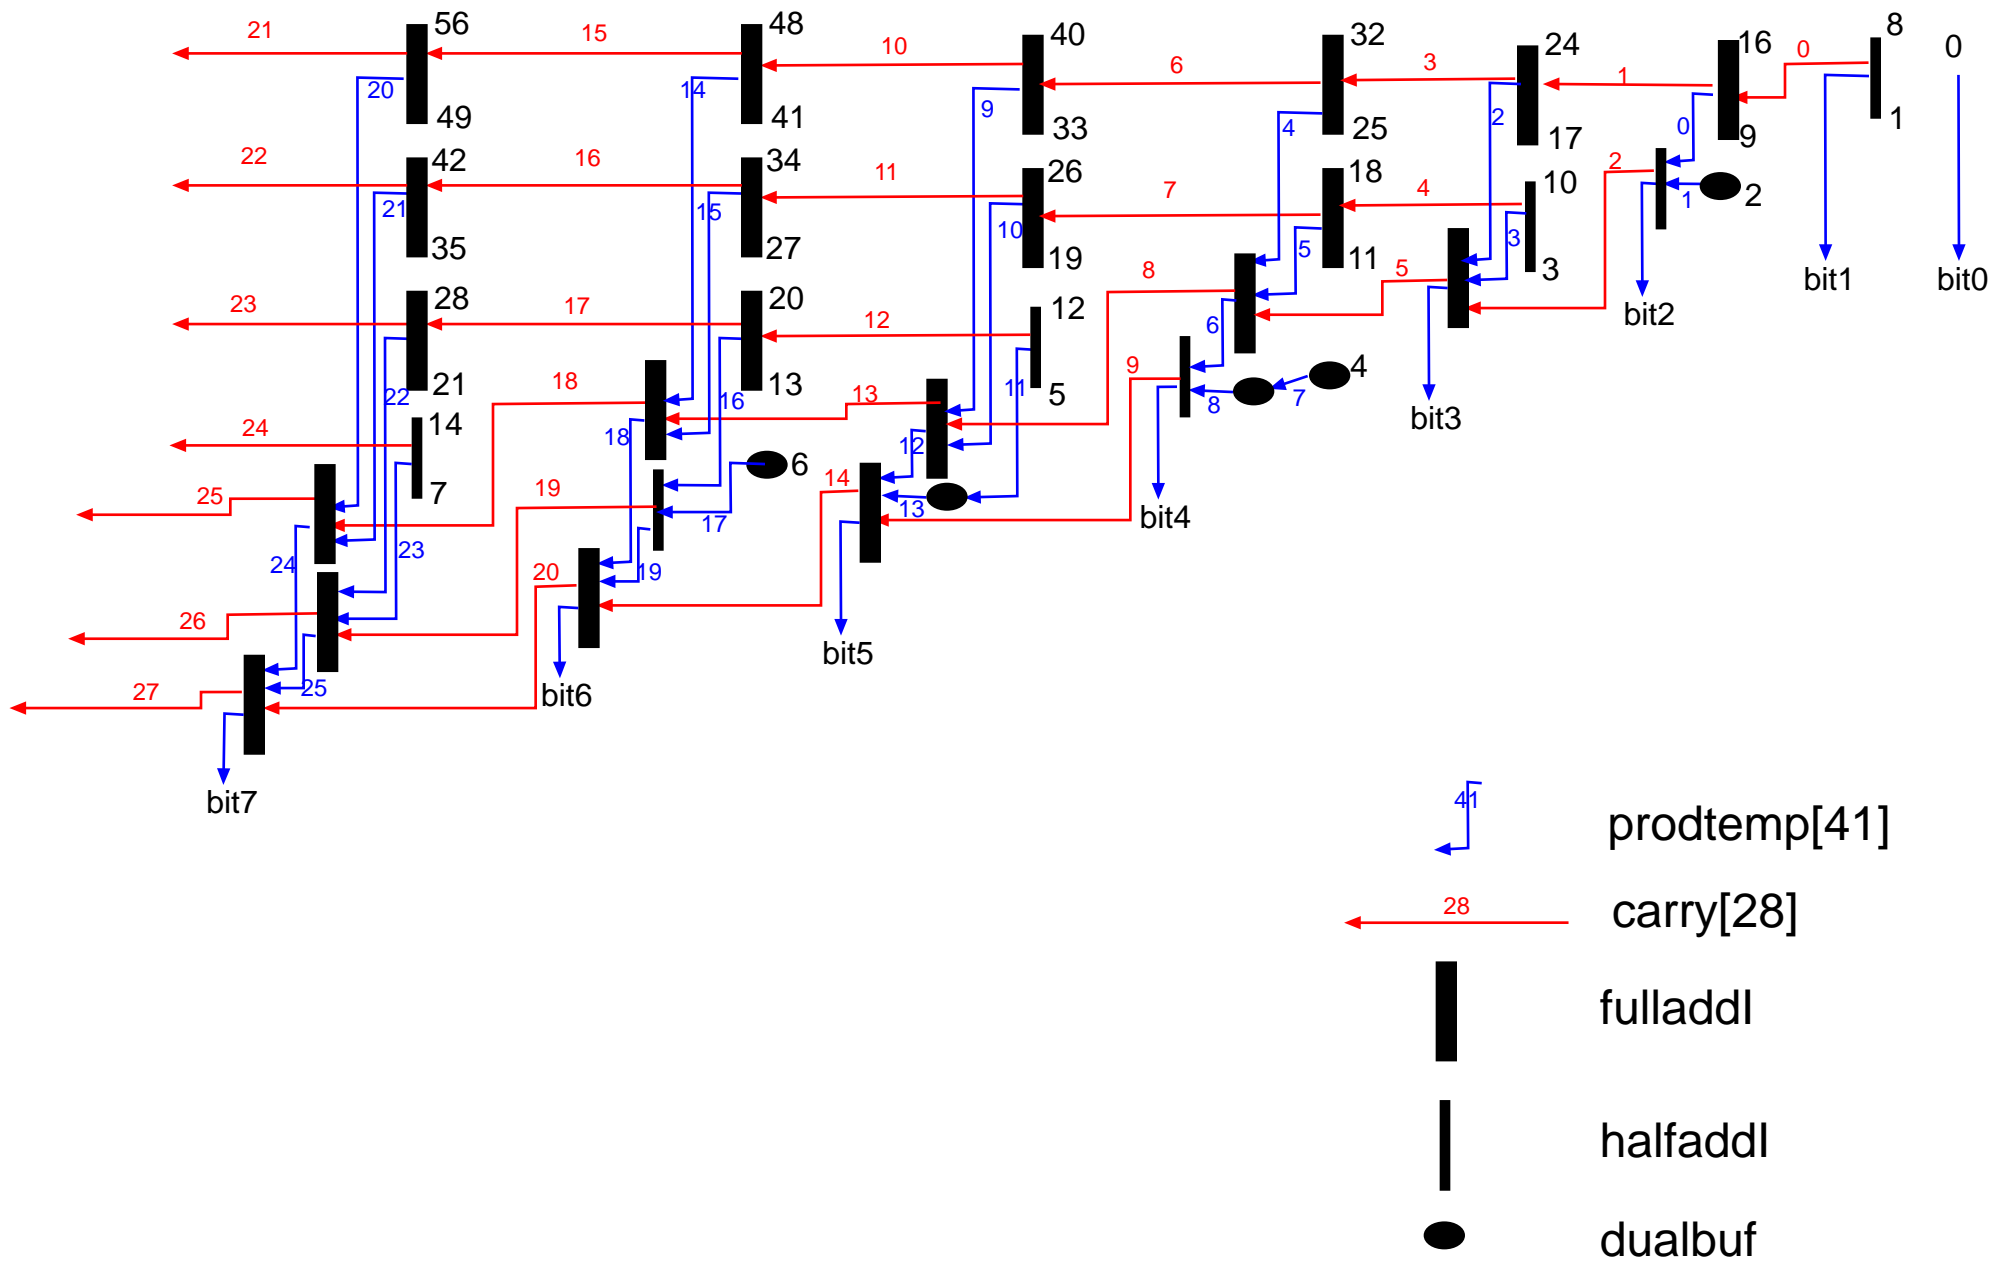 56 48 40 32 24 16 8 0
21 15 10 6 3 1 0
20 14 9 4 2 0
49 41 33 25 17 9 1
42 34 26 18 10 2
22 16 11 7 4 2 1
21 15 10 5 3
35 27 19 11 3 bit1 bit0
28 20 12 8 5 bit2
23 17 12 6 9 4
21 13 5 8 7 bit3
22 16 11
18 13
14 18 12
24
7 6
25 19 17 14 13 bit4
23
24 20 19
26 bit5
25 27 bit6
bit7
41 prodtemp[41]
28 carry[28]
fulladdl
halfaddl
dualbuf